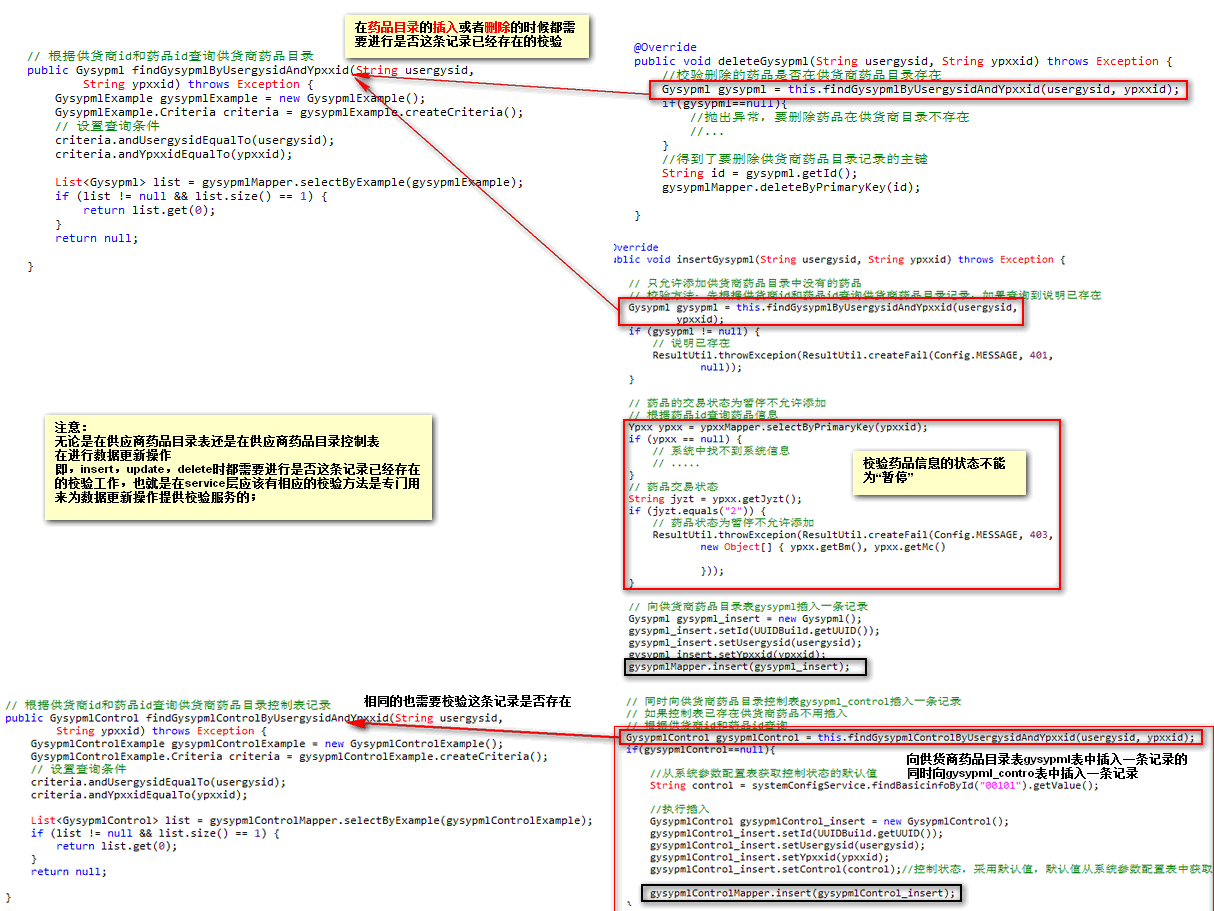 在药品目录的插入或者删除的时候都需
要进行是否这条记录已经存在的校验
// 根据供货商id和药品id查询供货商药品目录
public Gysypml findGysypmlByUsergysidAndYpxxid(String usergysid,
String ypxxid) throws Exception {
GysypmlExample gysypmlExample = new GysypmlExample();
GysypmlExample.Criteria criteria = gysypmlExample.createCriteria();
// 设置查询条件
criteria.andUsergysidEqualTo(usergysid);
criteria.andYpxxidEqualTo(ypxxid);
List<Gysypml> list = gysypmlMapper.selectByExample(gysypmlExample);
if (list != null && list.size() == 1) {
return list.get(0);
}
return null;
}
@Override
public void deleteGysypml(String usergysid, String ypxxid) throws Exception {
//校验删除的药品是否在供货商药品目录存在
Gysypml gysypml = this.findGysypmlByUsergysidAndYpxxid(usergysid, ypxxid);
if(gysypml==null){
//抛出异常，要删除药品在供货商目录不存在
//...
}
//得到了要删除供货商药品目录记录的主键
String id = gysypml.getId();
gysypmlMapper.deleteByPrimaryKey(id);
}
Override
ublic void insertGysypml(String usergysid, String ypxxid) throws Exception {
// 只允许添加供货商药品目录中没有的药品
// 校验方法：先根据供货商id和药品id查询供货商药品目录记录，如果查询到说明已存在
Gysypml gysypml = this.findGysypmlByUsergysidAndYpxxid(usergysid,
ypxxid);
if (gysypml != null) {
// 说明已存在
ResultUtil.throwExcepion(ResultUtil.createFail(Config.MESSAGE, 401,
null));
}
// 药品的交易状态为暂停不允许添加
// 根据药品id查询药品信息
Ypxx ypxx = ypxxMapper.selectByPrimaryKey(ypxxid);
if (ypxx == null) {
// 系统中找不到系统信息
// .....
}
// 药品交易状态
String jyzt = ypxx.getJyzt();
if (jyzt.equals("2")) {
// 药品状态为暂停不允许添加
ResultUtil.throwExcepion(ResultUtil.createFail(Config.MESSAGE, 403,
new Object[] { ypxx.getBm(), ypxx.getMc()
}));
}
校验药品信息的状态不能
为“暂停”
注意：
无论是在供应商药品目录表还是在供应商药品目录控制表
在进行数据更新操作
即，insert，update，delete时都需要进行是否这条记录已经存在
的校验工作，也就是在service层应该有相应的校验方法是专门用
来为数据更新操作提供校验服务的；
// 向供货商药品目录表gysypml插入一条记录
Gysypml gysypml_insert = new Gysypml();
gysypml_insert.setId(UUIDBuild.getUUID());
gysypml_insert.setUsergysid(usergysid);
gysypml_insert.setYpxxid(ypxxid);
gysypmlMapper.insert(gysypml_insert);
// 同时向供货商药品目录控制表gysypml_control插入一条记录
// 如果控制表已存在供货商药品不用插入
// 根据供货商id和药品id查询
GysypmlControl gysypmlControl = this.findGysypmlControlByUsergysidAndYpxxid(usergysid, ypxxid);
if(gysypmlControl==null){
向供货商药品目录表gysypml表中插入一条记录的
同时向gysypml_contro表中插入一条记录
//从系统参数配置表获取控制状态的默认值
String control = systemConfigService.findBasicinfoById("00101").getValue();
//执行插入
GysypmlControl gysypmlControl_insert = new GysypmlControl();
gysypmlControl_insert.setId(UUIDBuild.getUUID());
gysypmlControl_insert.setUsergysid(usergysid);
gysypmlControl_insert.setYpxxid(ypxxid);
gysypmlControl_insert.setControl(control);//控制状态，采用默认值，默认值从系统参数配置表中获取
gysypmlControlMapper.insert(gysypmlControl_insert);
}
相同的也需要校验这条记录是否存在
// 根据供货商id和药品id查询供货商药品目录控制表记录
public GysypmlControl findGysypmlControlByUsergysidAndYpxxid(String usergysid,
String ypxxid) throws Exception {
GysypmlControlExample gysypmlControlExample = new GysypmlControlExample();
GysypmlControlExample.Criteria criteria = gysypmlControlExample.createCriteria();
// 设置查询条件
criteria.andUsergysidEqualTo(usergysid);
criteria.andYpxxidEqualTo(ypxxid);
List<GysypmlControl> list = gysypmlControlMapper.selectByExample(gysypmlControlExample);
if (list != null && list.size() == 1) {
return list.get(0);
}
return null;
}